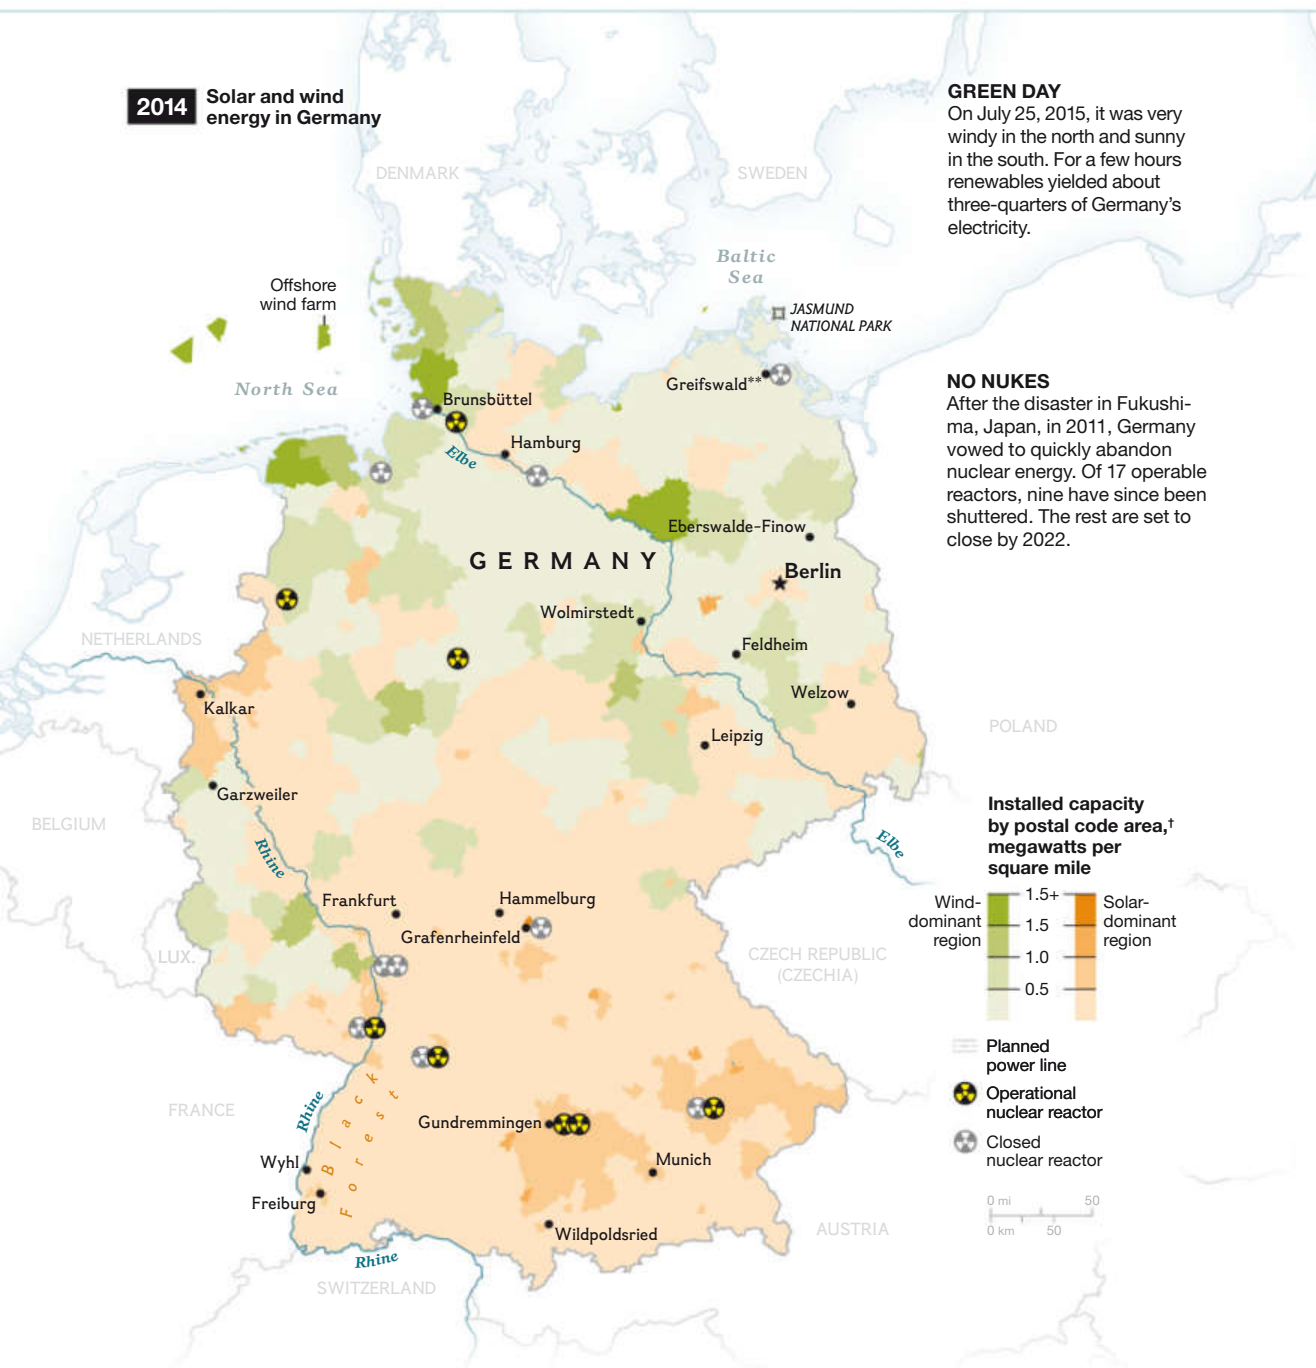 2014
Solar and wind
energy in Germany
GREEN DAY
On July 25, 2015, it was very
windy in the north and sunny
in the south. For a few hours
renewables yielded about
three-quarters of Germany’s
electricity.
DENMARK
SWEDEN
Baltic
Sea
Offshore
wind farm
JASMUND
NATIONAL PARK
North Sea
Greifswald**
NO NUKES
After the disaster in Fukushi-
ma, Japan, in 2011, Germany
vowed to quickly abandon
nuclear energy. Of 17 operable
reactors, nine have since been
shuttered. The rest are set to
close by 2022.
Brunsbüttel
Hamburg
Elbe
Eberswalde-Finow
GERMANY
Berlin
Wolmirstedt
NETHERLANDS
Feldheim
Welzow
Kalkar
POLAND
Leipzig
Garzweiler
BELGIUM
Rhine
Elbe
Installed capacity
by postal code area,†
megawatts per
square mile
Wind-
dominant
region
1.5+
1.5
1.0
0.5
Solar-
dominant
region
Frankfurt
Hammelburg
Grafenrheinfeld
LUX.
CZECH REPUBLIC
(CZECHIA)
Planned
power line
Operational
nuclear reactor
Closed
nuclear reactor
FRANCE
Rhine
Black
Forest
Gundremmingen
Munich
Wyhl
Freiburg
Wildpoldsried
AUSTRIA
0 mi
50
0 km
50
Rhine
SWITZERLAND